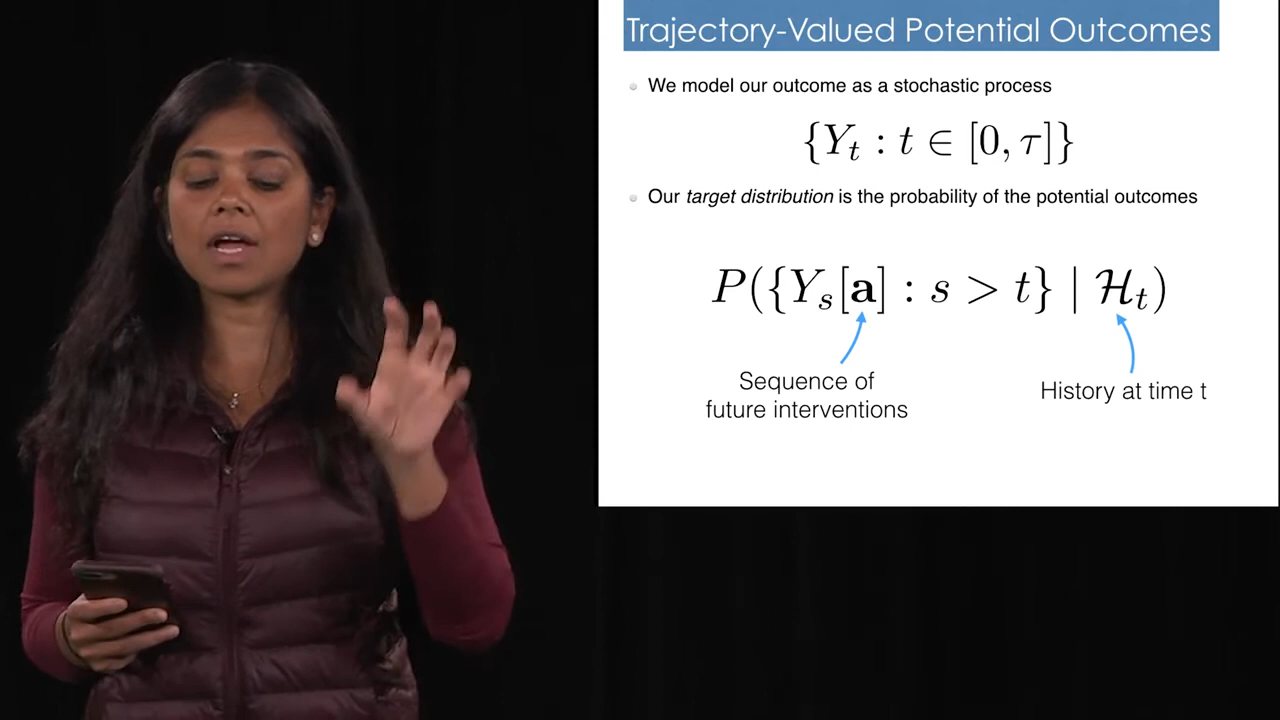 Trajectory-Valued Potential Outcomes
We model our outcome as a stochastic process
{Y_t : t ∈ [0, τ]}
Our target distribution is the probability of the potential outcomes
P({Y_s[a] : s > t} | ℋ_t)
Sequence of
future interventions
History at time t